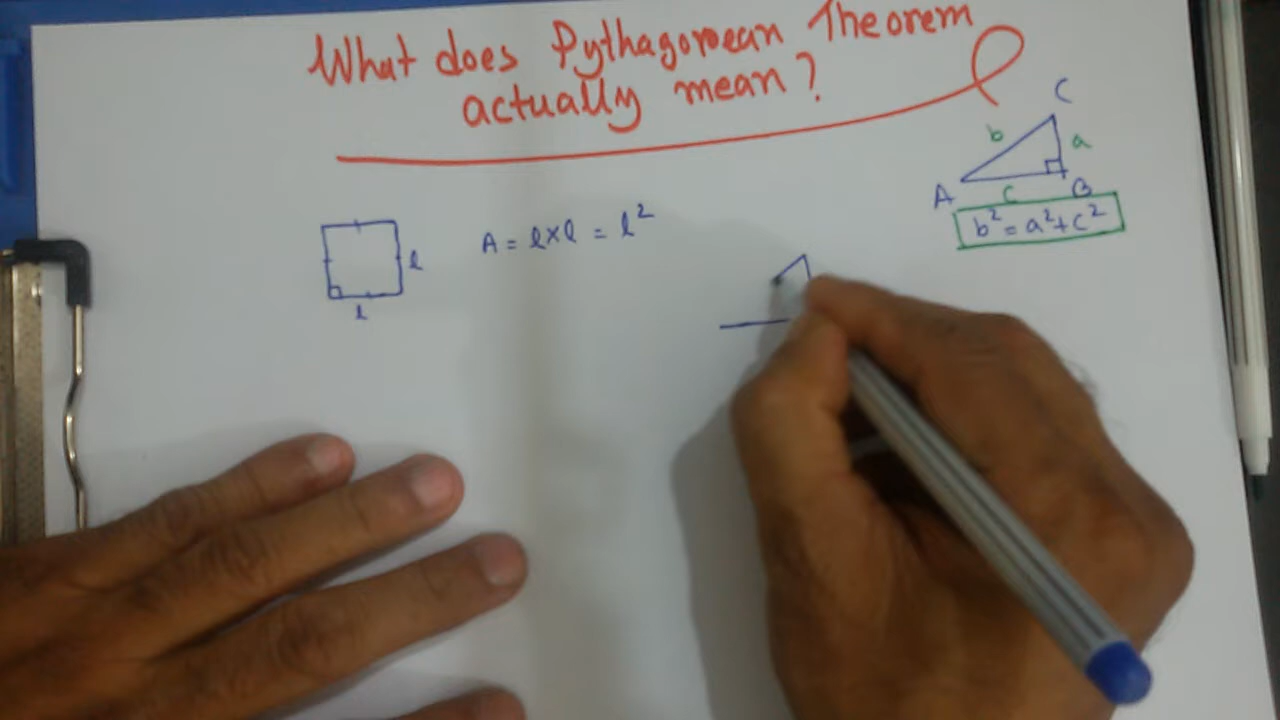 What does Pythagorean Theorem
actually mean?
C
b
a
A
c
B
b² = a² + c²
A = l×l = l²
l
l